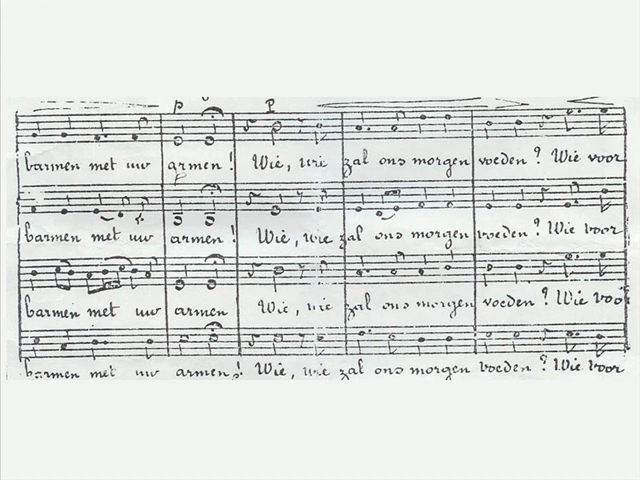 p P
barmen met uw armen! Wie, wie zal ons morgen voeden? Wie voor
barmen met uw armen! Wie, wie zal ons morgen voeden? Wie voor
barmen met uw armen Wie, wie zal ons morgen voeden? Wie voo
barmen met uw armen! Wie, wie zal ons morgen voeden? Wie voor